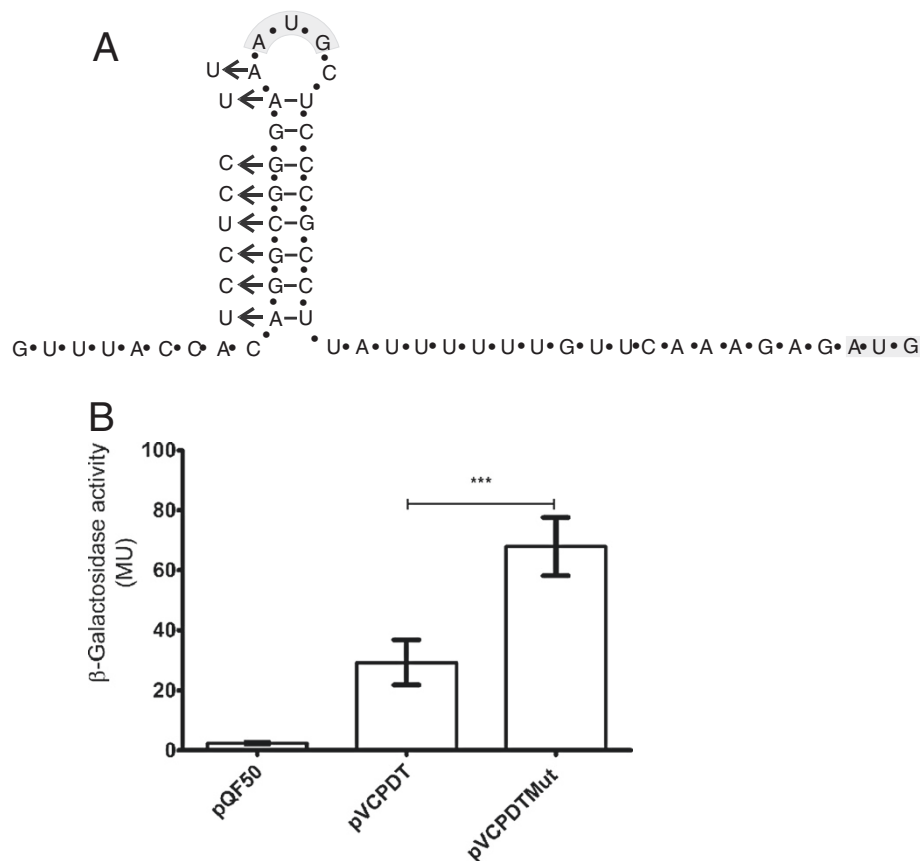 A
U
A G
U A C
U A–U
G–C
C G–C
C G–C
U C–G
C G–C
C G–C
U A–U
G•U•U•U•A•C•C•A•C•U•A•U•U•U•U•U•U•G•U•U•C•A•A•A•G•A•G•A•U•G
B
β-Galactosidase activity
(MU)
100
80
60
40
20
0
***
pQF50
pVCPDT
pVCPDTMut